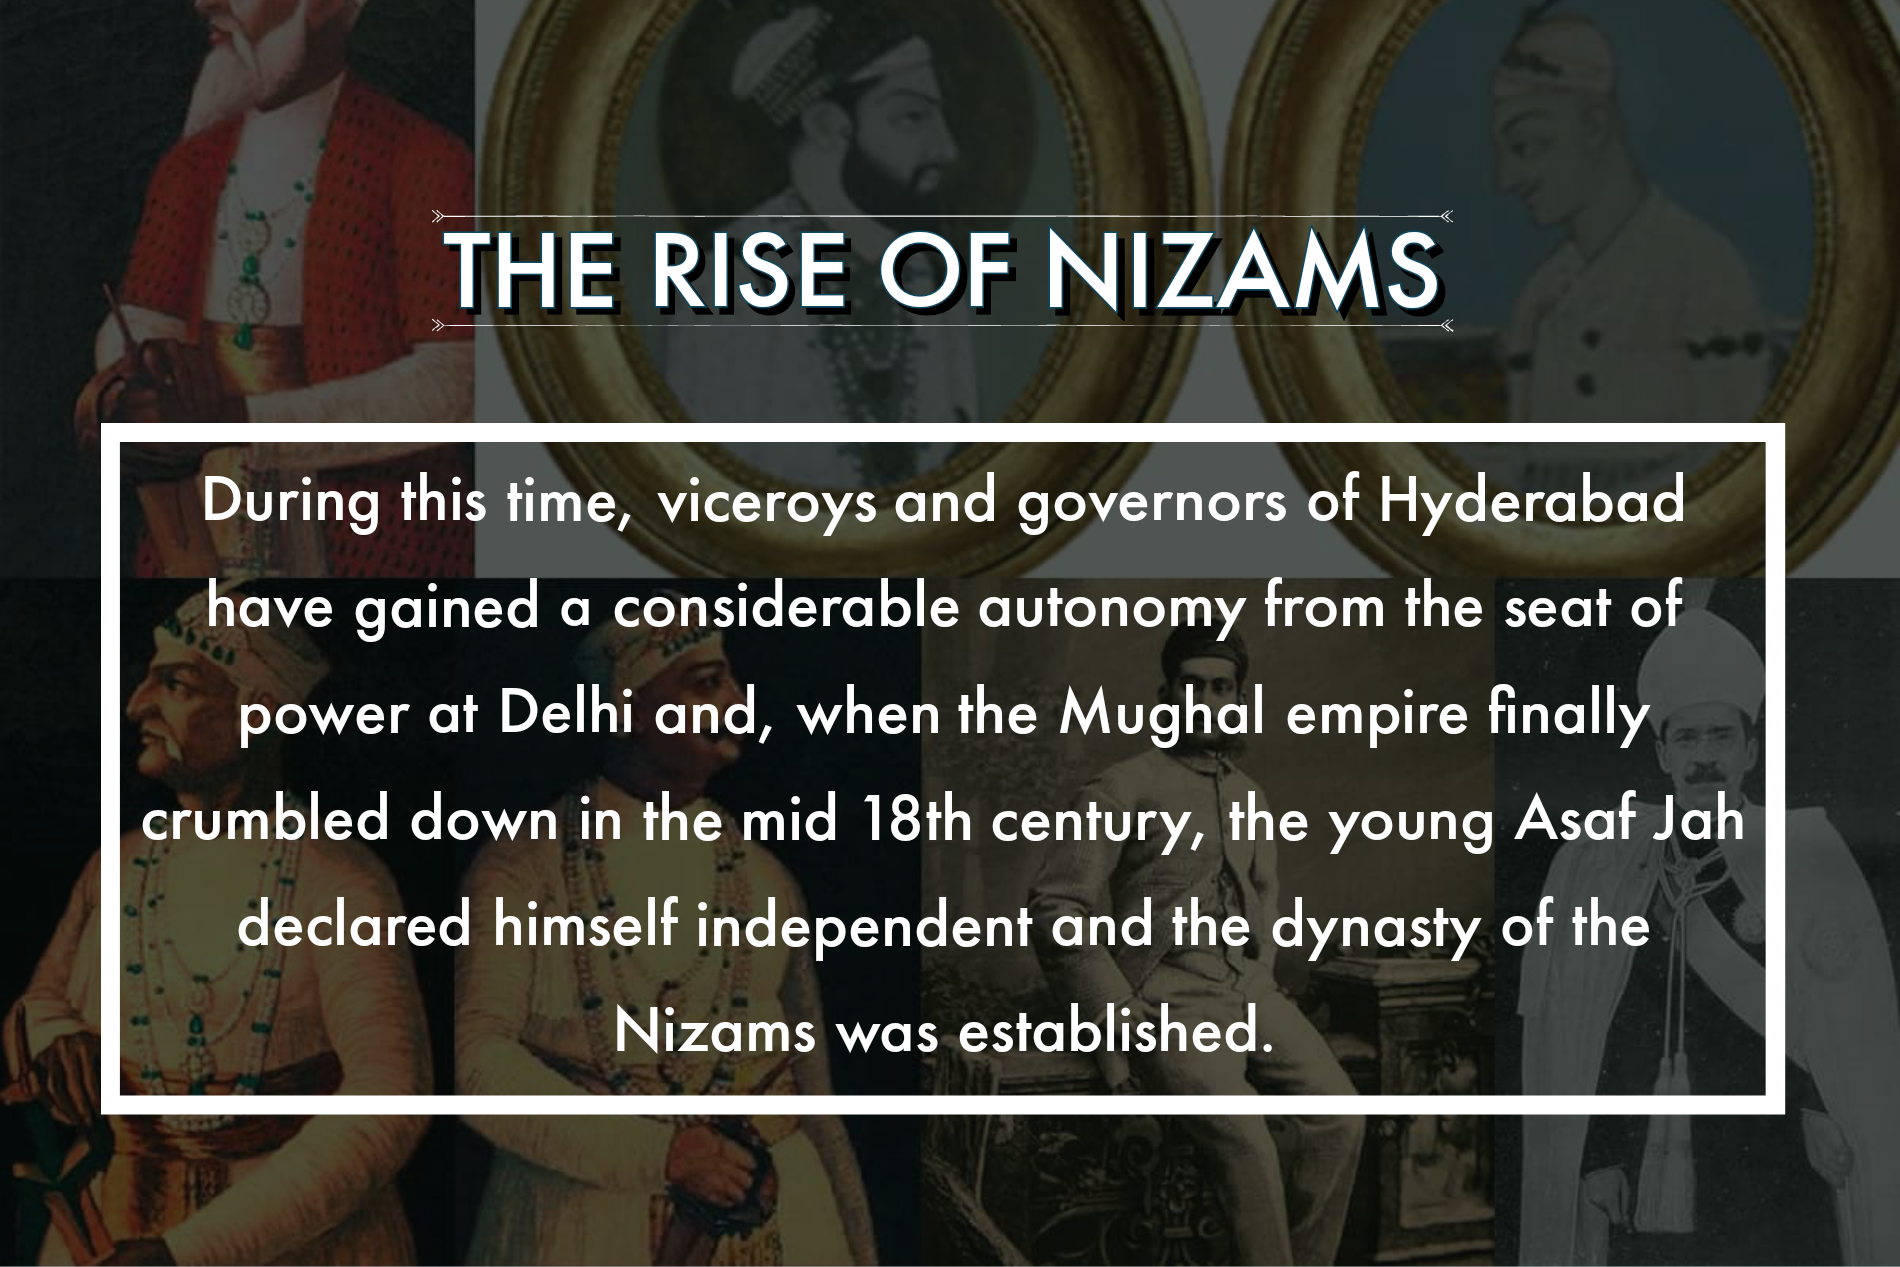 THE RISE OF NIZAMS
During this time, viceroys and governors of Hyderabad
have gained a considerable autonomy from the seat of
power at Delhi and, when the Mughal empire finally
crumbled down in the mid 18th century, the young Asaf Jah
declared himself independent and the dynasty of the
Nizams was established.